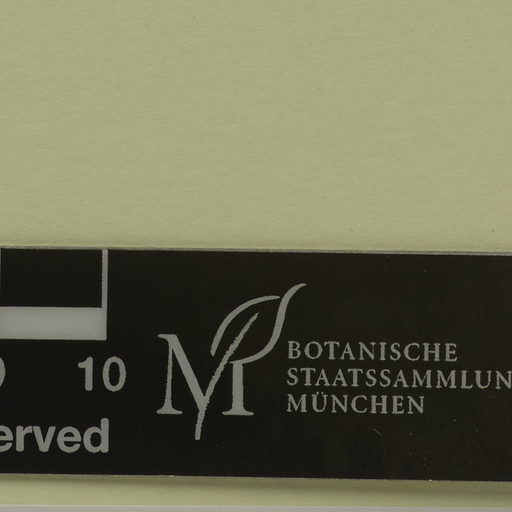 10
erved
M
BOTANISCHE
STAATSSAMMLUN
MÜNCHEN